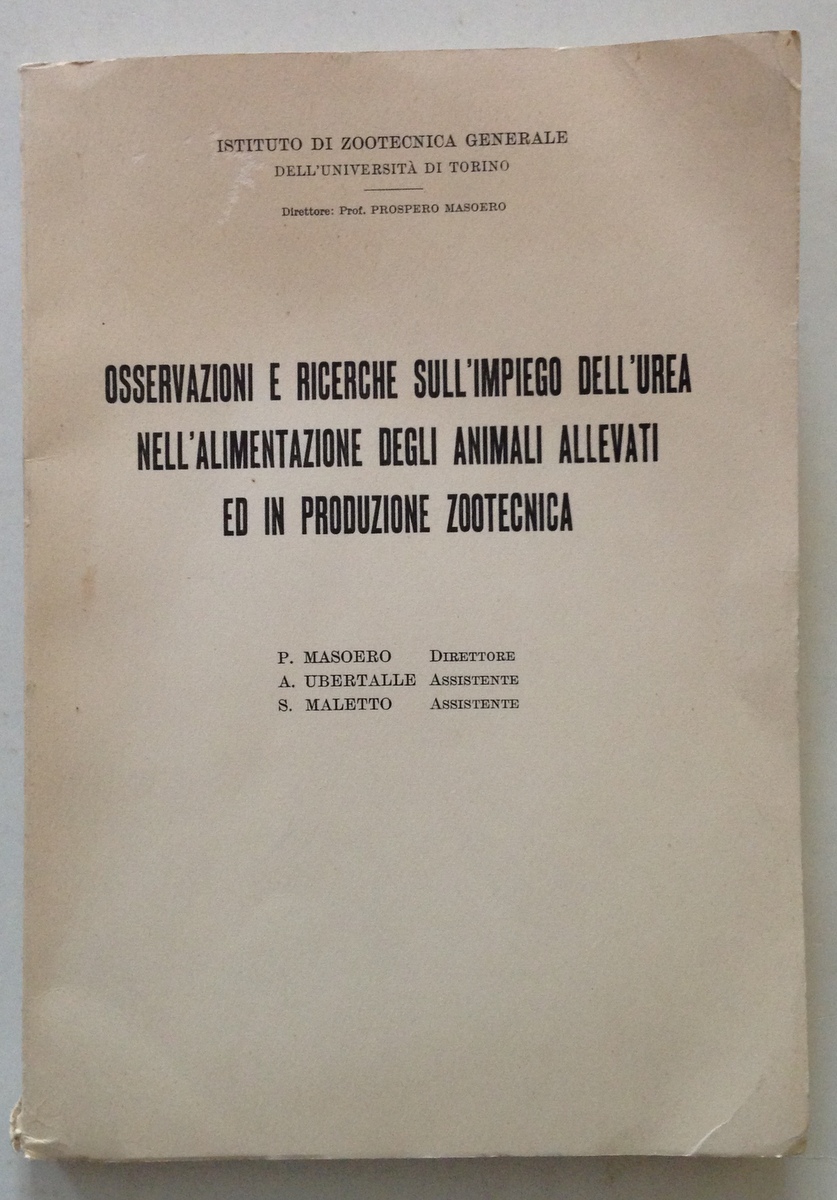 ISTITUTO DI ZOOTECNICA GENERALE
DELL'UNIVERSITÀ DI TORINO
Direttore: Prof. PROSPERO MASOERO
OSSERVAZIONI E RICERCHE SULL'IMPIEGO DELL'UREA
NELL'ALIMENTAZIONE DEGLI ANIMALI ALLEVATI
ED IN PRODUZIONE ZOOTECNICA
P. MASOERO DIRETTORE
A. UBERTALLE ASSISTENTE
S. MALETTO ASSISTENTE